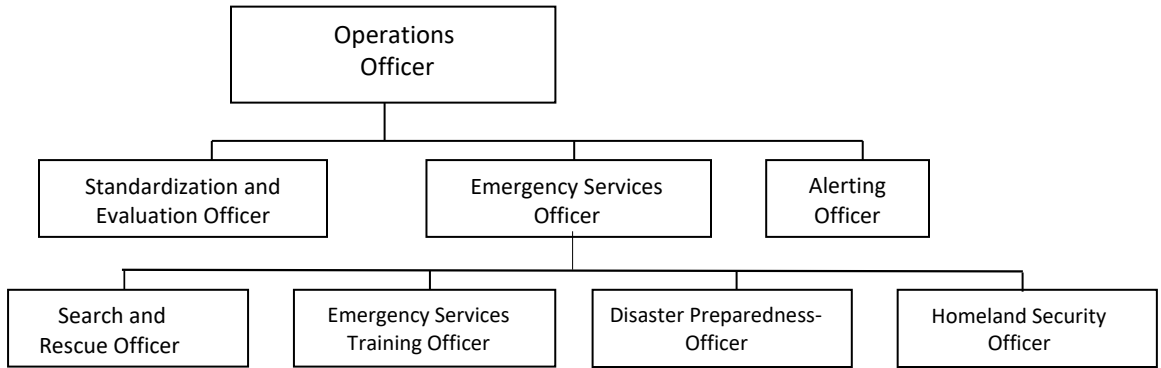 Operations
Officer
Standardization and
Evaluation Officer
Emergency Services
Officer
Alerting
Officer
Search and
Rescue Officer
Emergency Services
Training Officer
Disaster Preparedness-
Officer
Homeland Security
Officer